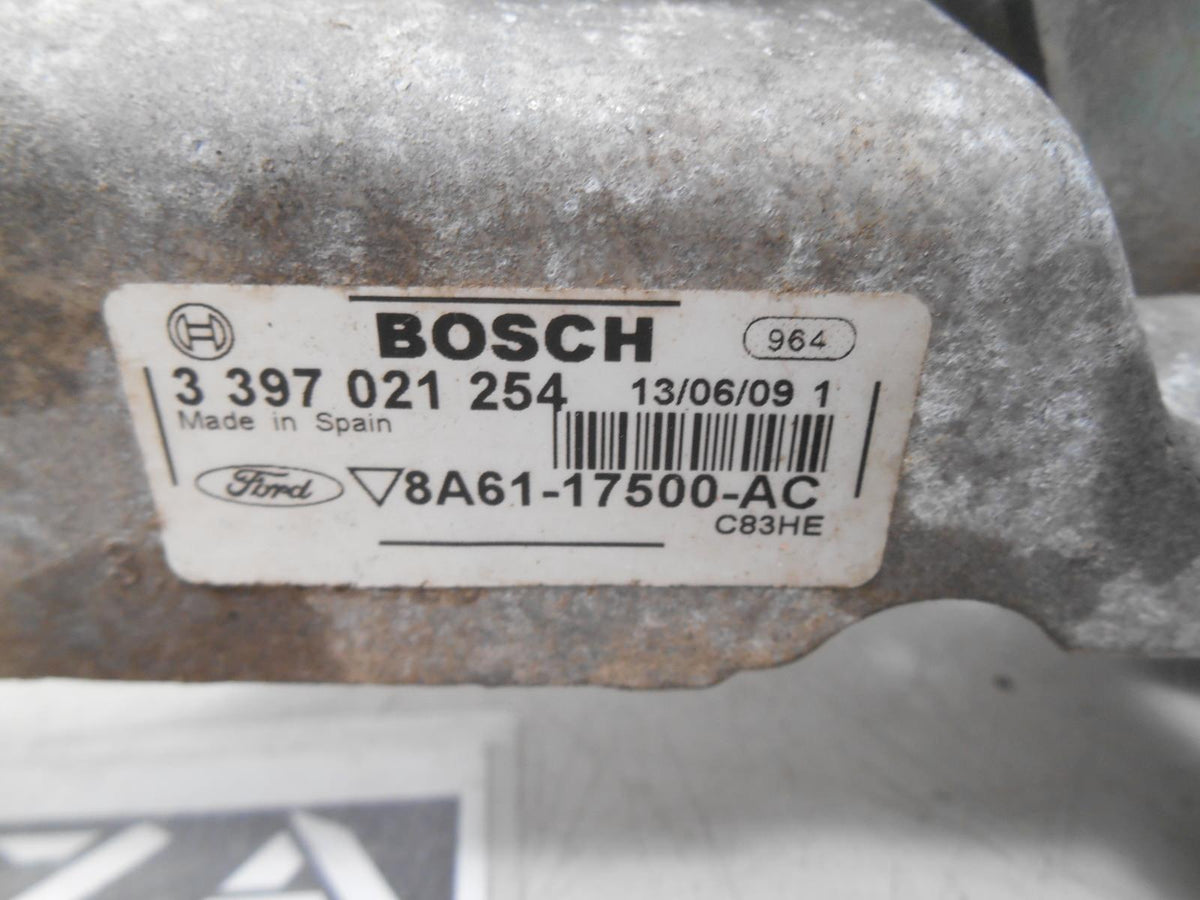 BOSCH 964
3 397 021 254 13/06/09 1
Made in Spain
Ford ▽8A61-17500-AC
C83HE